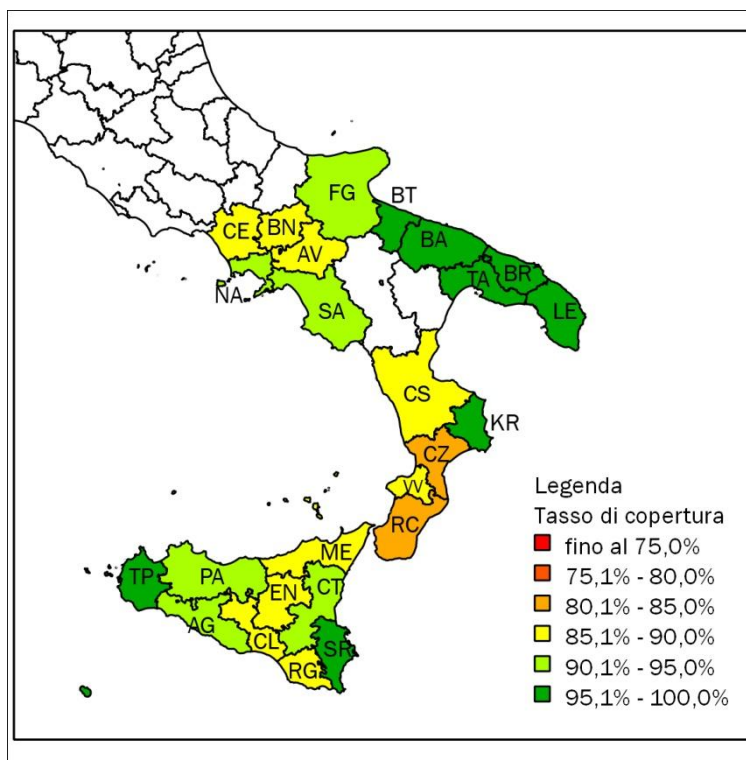 FG
BT
CE
BN
BA
AV
TA
BR
NA
SA
LE
CS
KR
CZ
VV
RC
ME
TP
PA
EN
CT
AG
CL
SR
RG
Legenda
Tasso di copertura
fino al 75,0%
75,1% - 80,0%
80,1% - 85,0%
85,1% - 90,0%
90,1% - 95,0%
95,1% - 100,0%